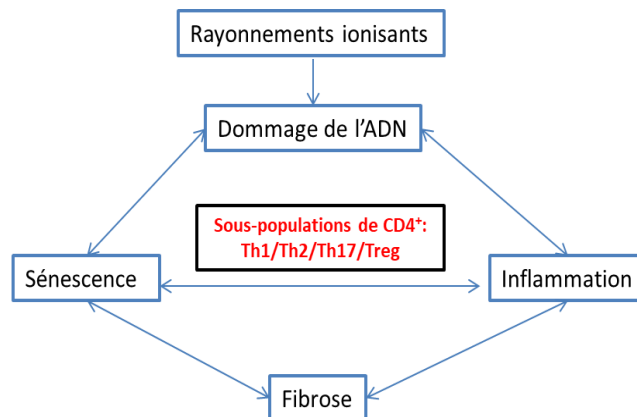 Rayonnements ionisants
Dommage de l’ADN
Sous-populations de CD4⁺:
Th1/Th2/Th17/Treg
Sénescence
Inflammation
Fibrose